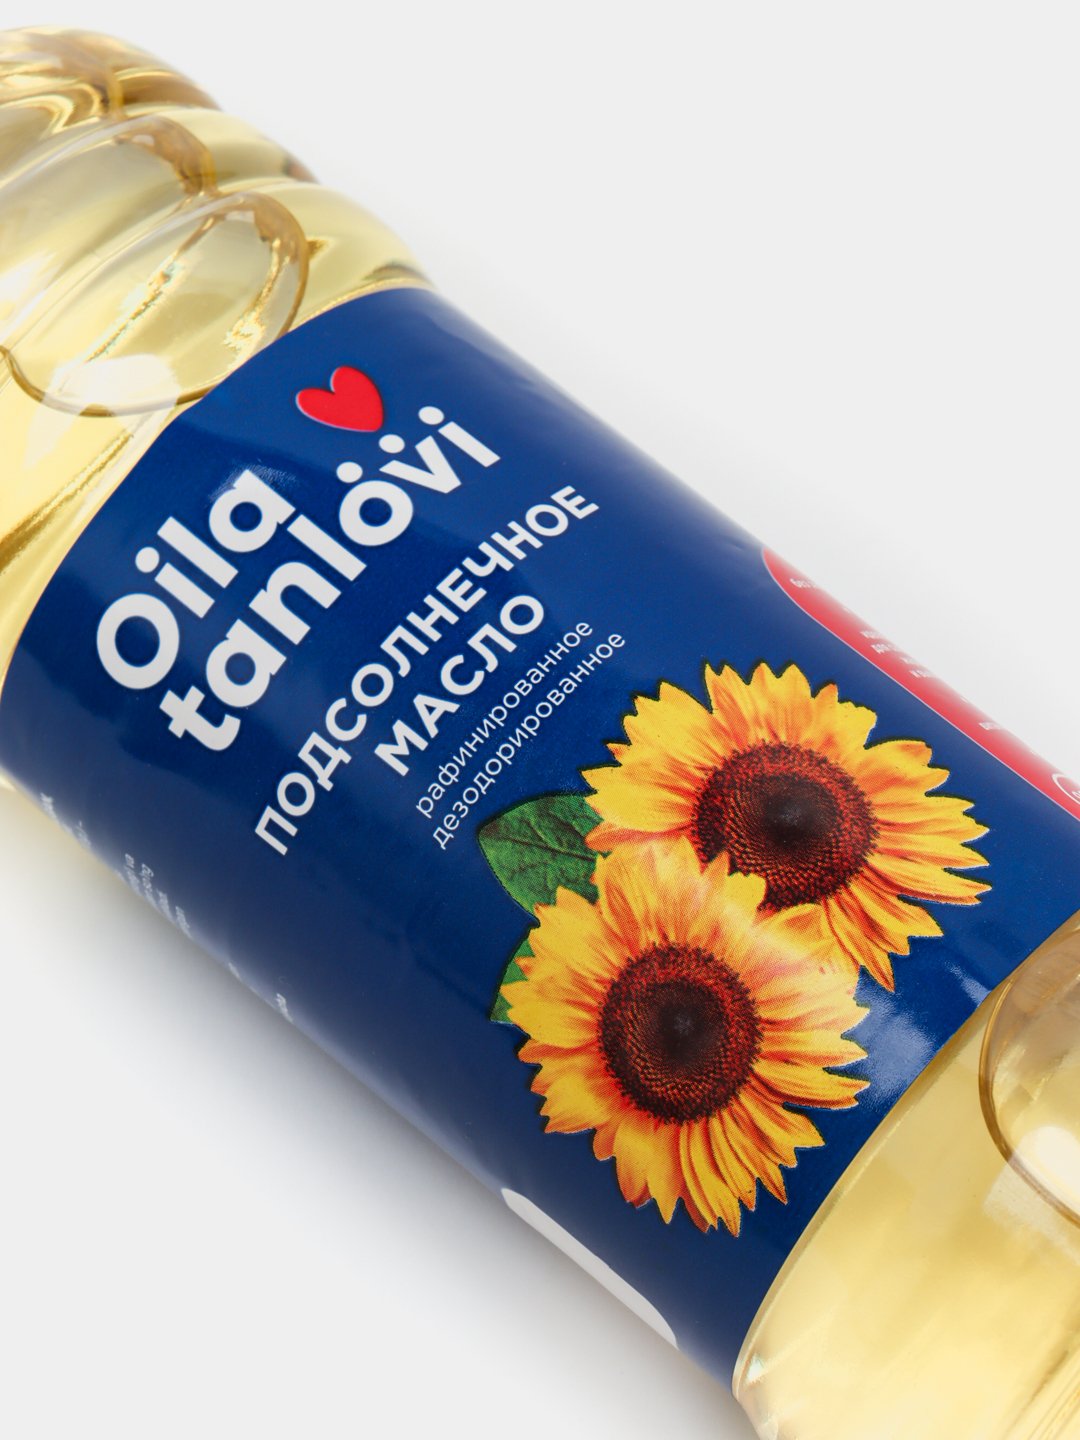 Oila
tanlovi
ПОДСОЛНЕЧНОЕ
МАСЛО
рафинированное
дезодорированное